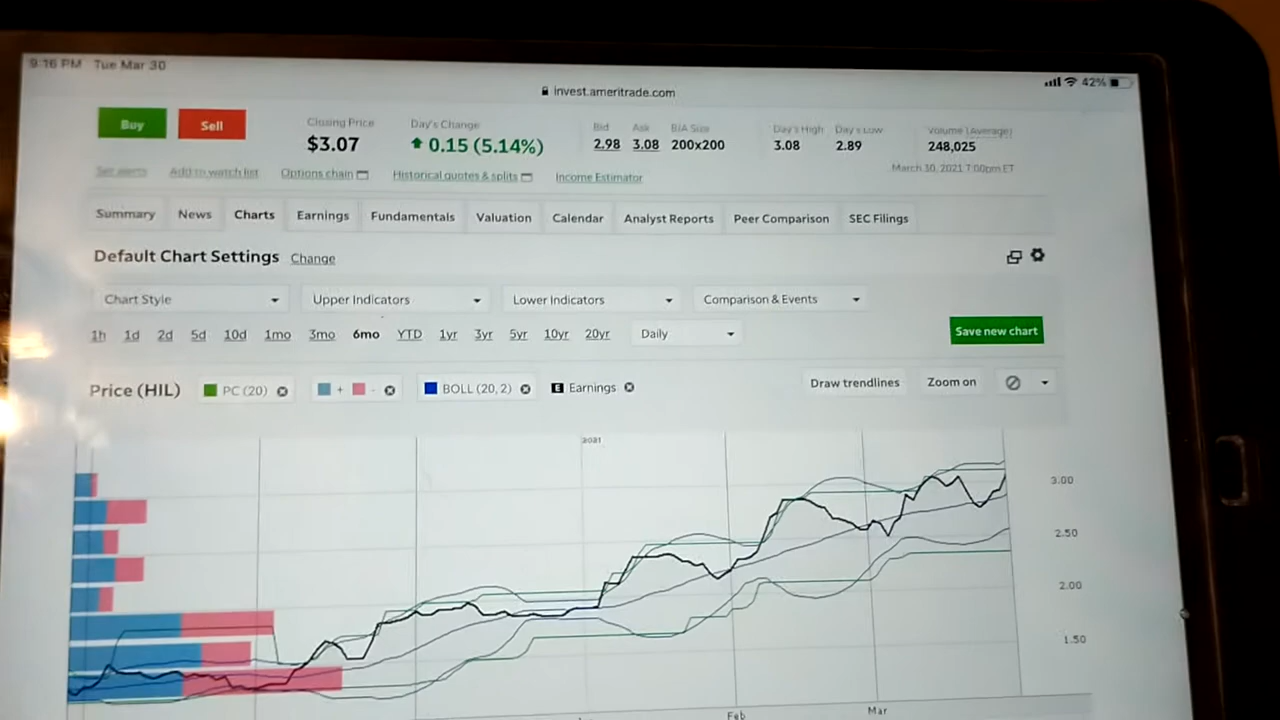 9:16 PM Tue Mar 30
42%
invest.ameritrade.com
Buy Sell
Closing Price
$3.07
Day's Change
0.15 (5.14%)
Bid Ask B/A Size
2.98 3.08 200x200
Day's High Day's Low
3.08 2.89
Volume (Average)
248,025
March 30, 2021 7:00pm ET
Set alerts Add to watch list Options chain Historical quotes & splits Income Estimator
Summary News Charts Earnings Fundamentals Valuation Calendar Analyst Reports Peer Comparison SEC Filings
Default Chart Settings Change
Chart Style Upper Indicators Lower Indicators Comparison & Events
1h 1d 2d 5d 10d 1mo 3mo 6mo YTD 1yr 3yr 5yr 10yr 20yr Daily
Save new chart
Price (HIL) PC (20) + - BOLL (20, 2) E Earnings
Draw trendlines Zoom on
2021
3.00
2.50
2.00
1.50
Feb Mar